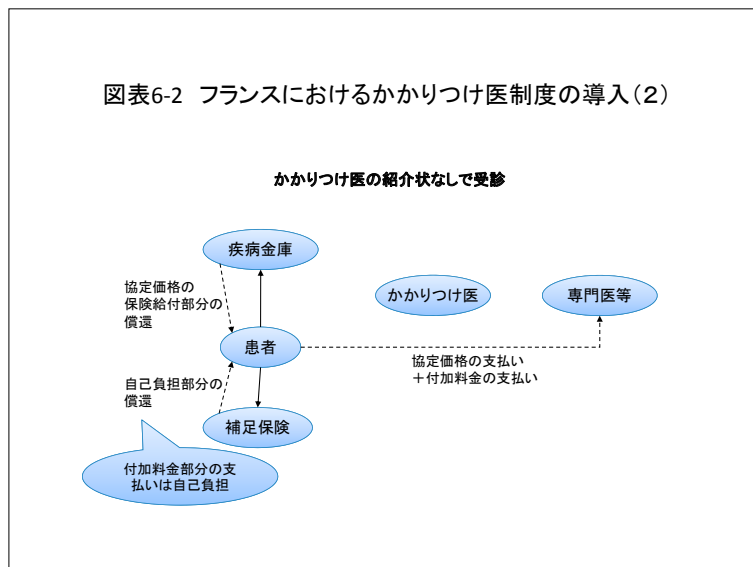 図表6-2 フランスにおけるかかりつけ医制度の導入(2)
かかりつけ医の紹介状なしで受診
疾病金庫
協定価格の
保険給付部分の
償還
かかりつけ医
専門医等
患者
協定価格の支払い
+付加料金の支払い
自己負担部分の
償還
補足保険
付加料金部分の支
払いは自己負担